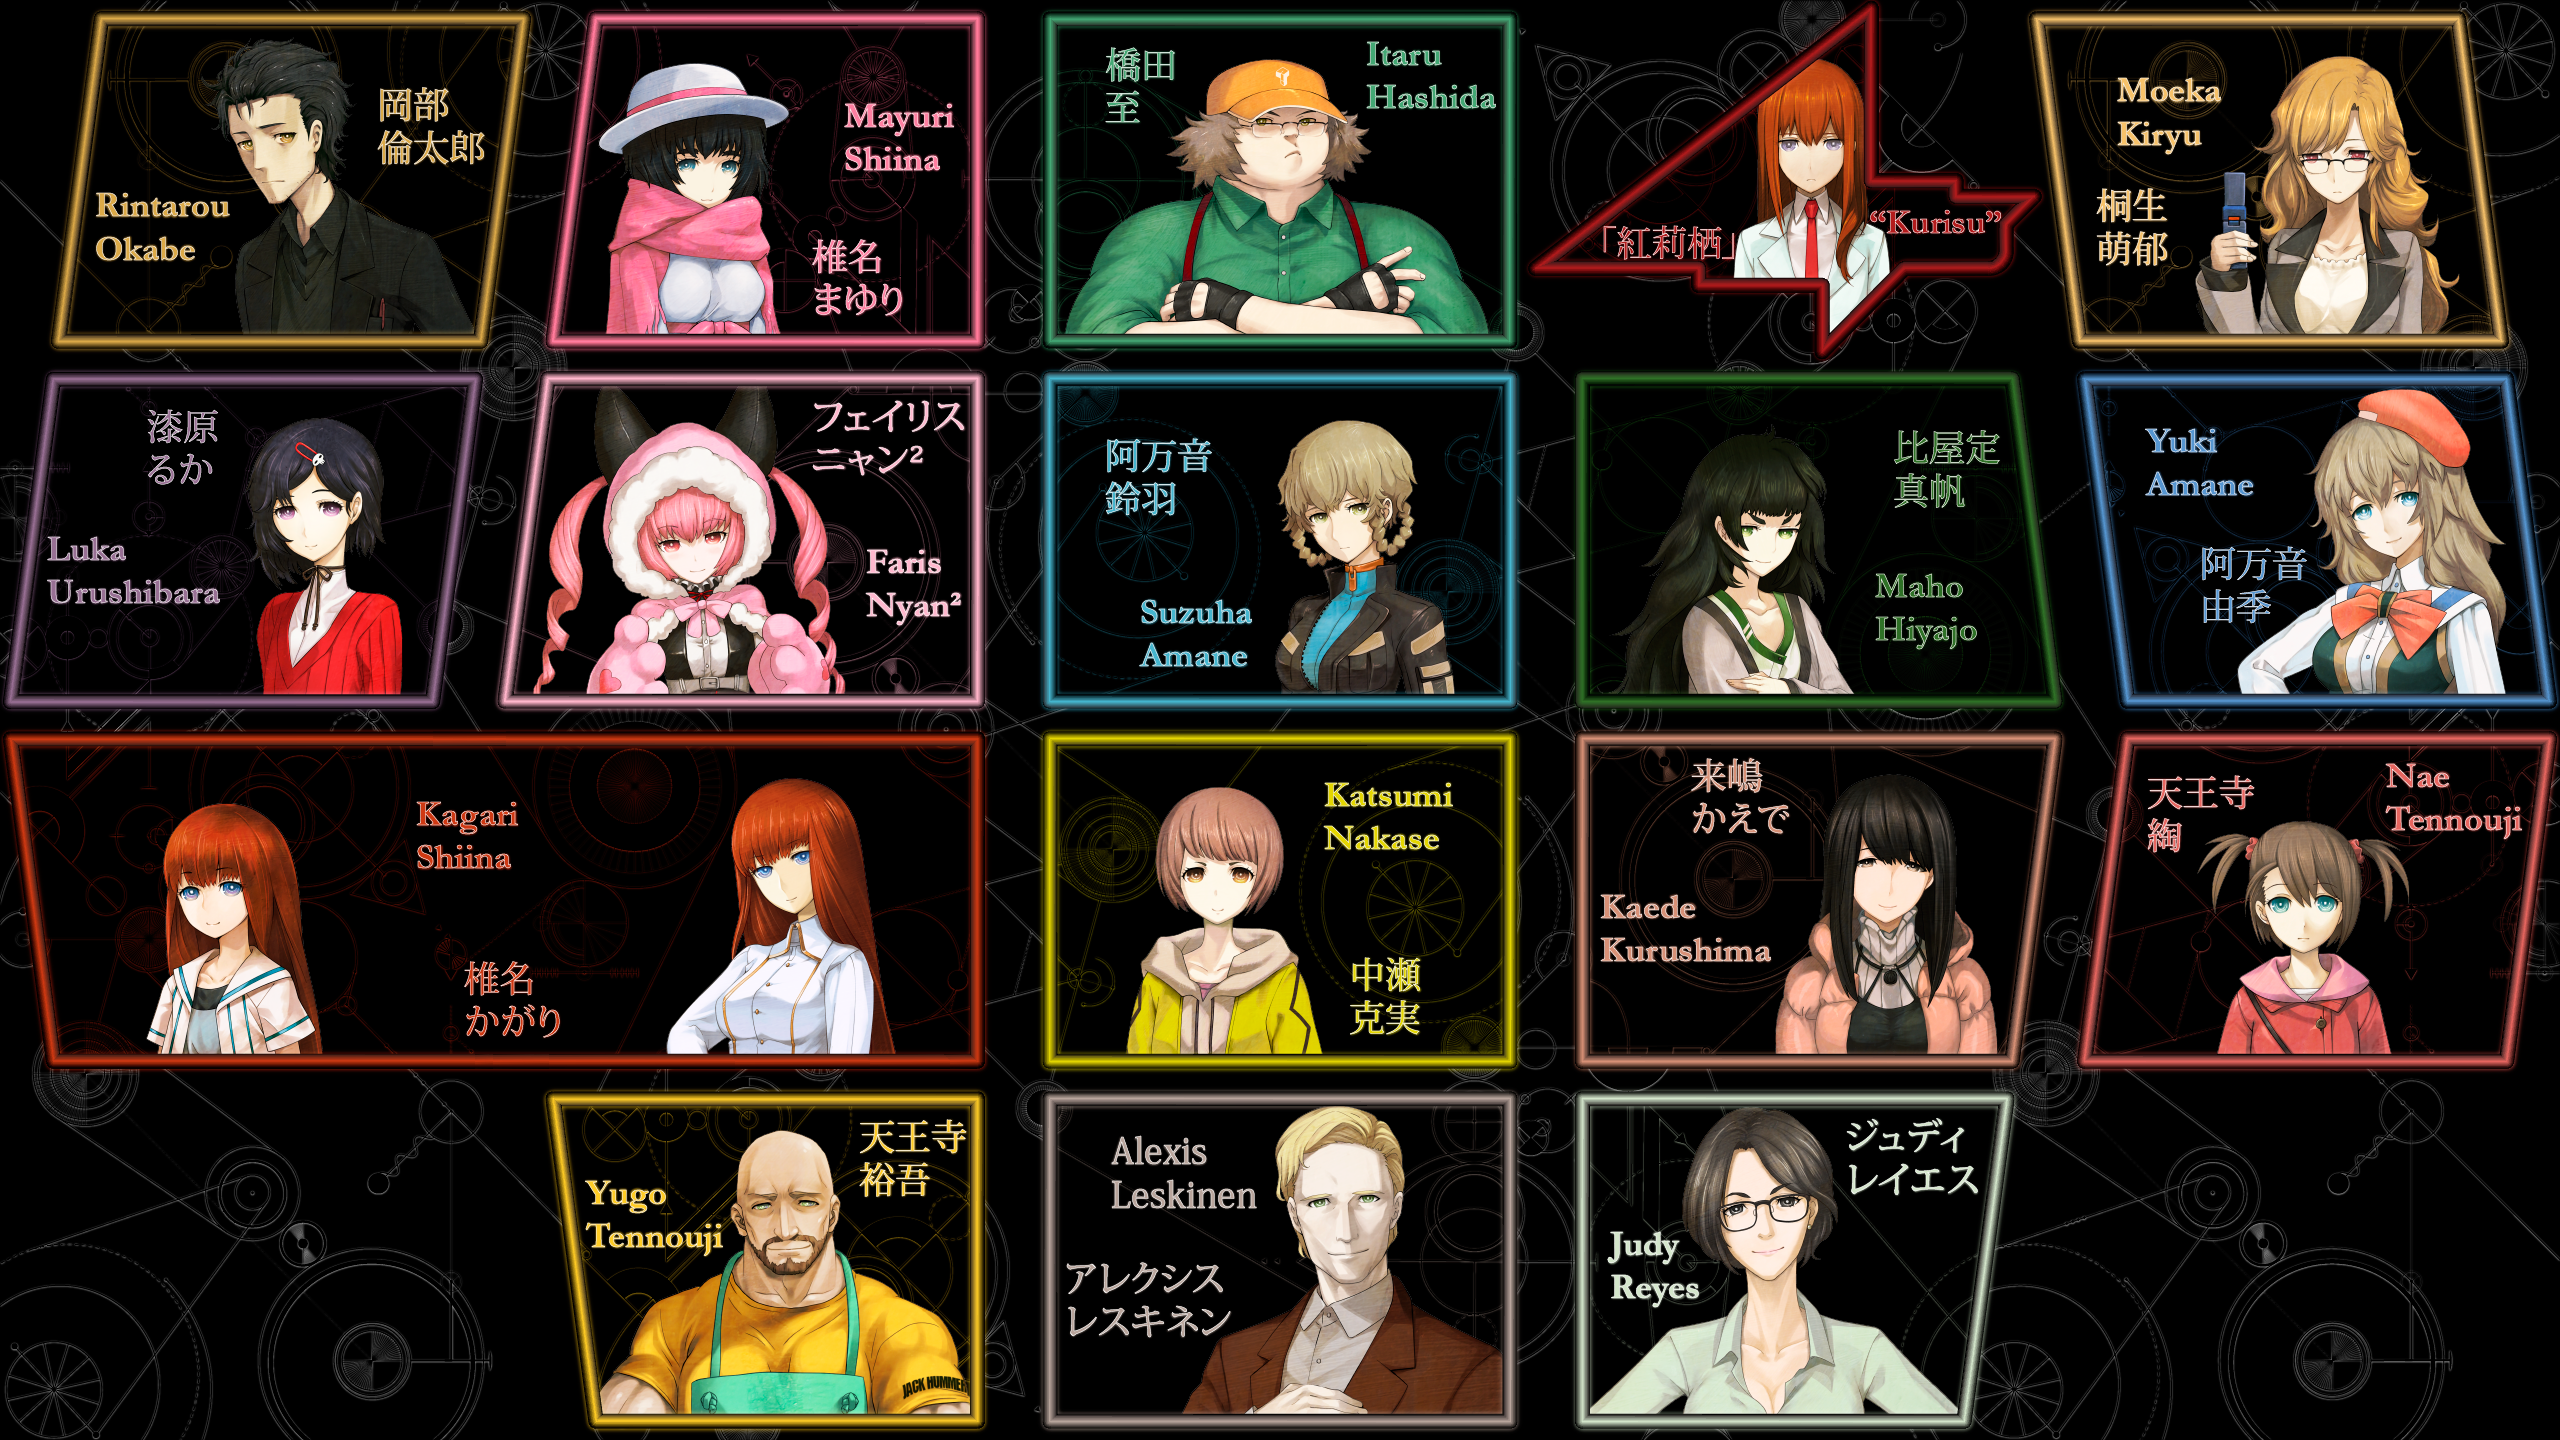 Rintarou
Okabe
岡部
倫太郎
Mayuri
Shiina
椎名
まゆり
橋田
至
Itaru
Hashida
「紅莉栖」
“Kurisu”
Moeka
Kiryu
桐生
萌郁
漆原
るか
Luka
Urushibara
フェイリス
ニャン²
Faris
Nyan²
阿万音
鈴羽
Suzuha
Amane
比屋定
真帆
Maho
Hiyajo
Yuki
Amane
阿万音
由季
Kagari
Shiina
椎名
かがり
Katsumi
Nakase
中瀬
克実
来嶋
かえで
Kaede
Kurushima
天王寺
綯
Nae
Tennouji
Yugo
Tennouji
天王寺
裕吾
JACK HUMMER
Alexis
Leskinen
アレクシス
レスキネン
ジュディ
レイエス
Judy
Reyes